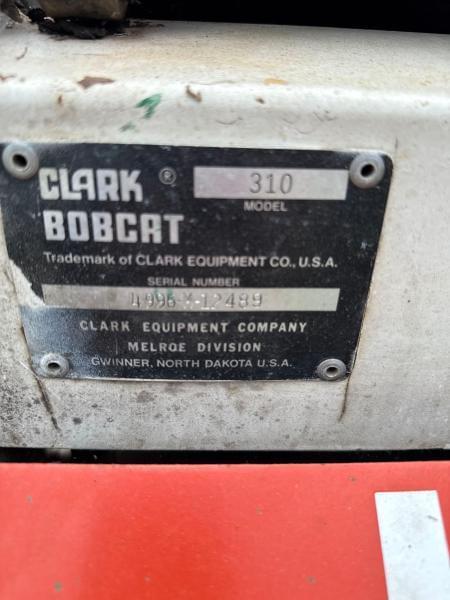 CLARK ® 310
MODEL
BOBCAT
Trademark of CLARK EQUIPMENT CO., U.S.A.
SERIAL NUMBER
CLARK EQUIPMENT COMPANY
MELROE DIVISION
GWINNER, NORTH DAKOTA U.S.A.